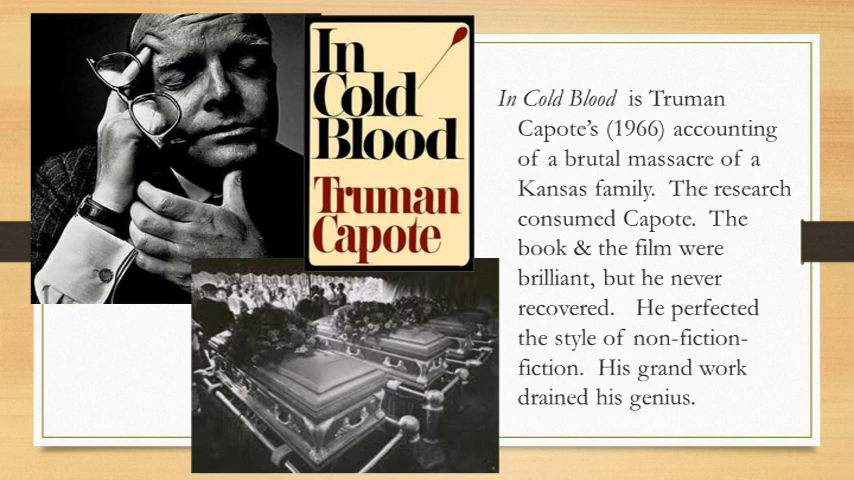 In
Cold
Blood
Truman
Capote
In Cold Blood is Truman
Capote’s (1966) accounting
of a brutal massacre of a
Kansas family. The research
consumed Capote. The
book & the film were
brilliant, but he never
recovered. He perfected
the style of non-fiction-
fiction. His grand work
drained his genius.